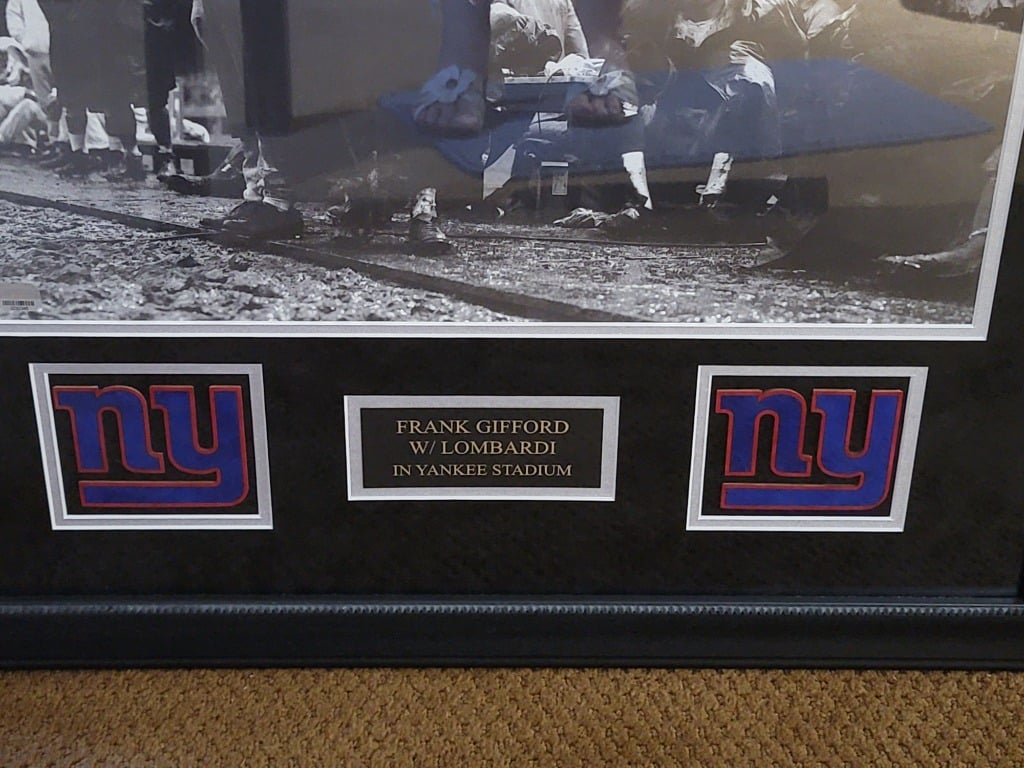 ny
FRANK GIFFORD
W/ LOMBARDI
IN YANKEE STADIUM
ny